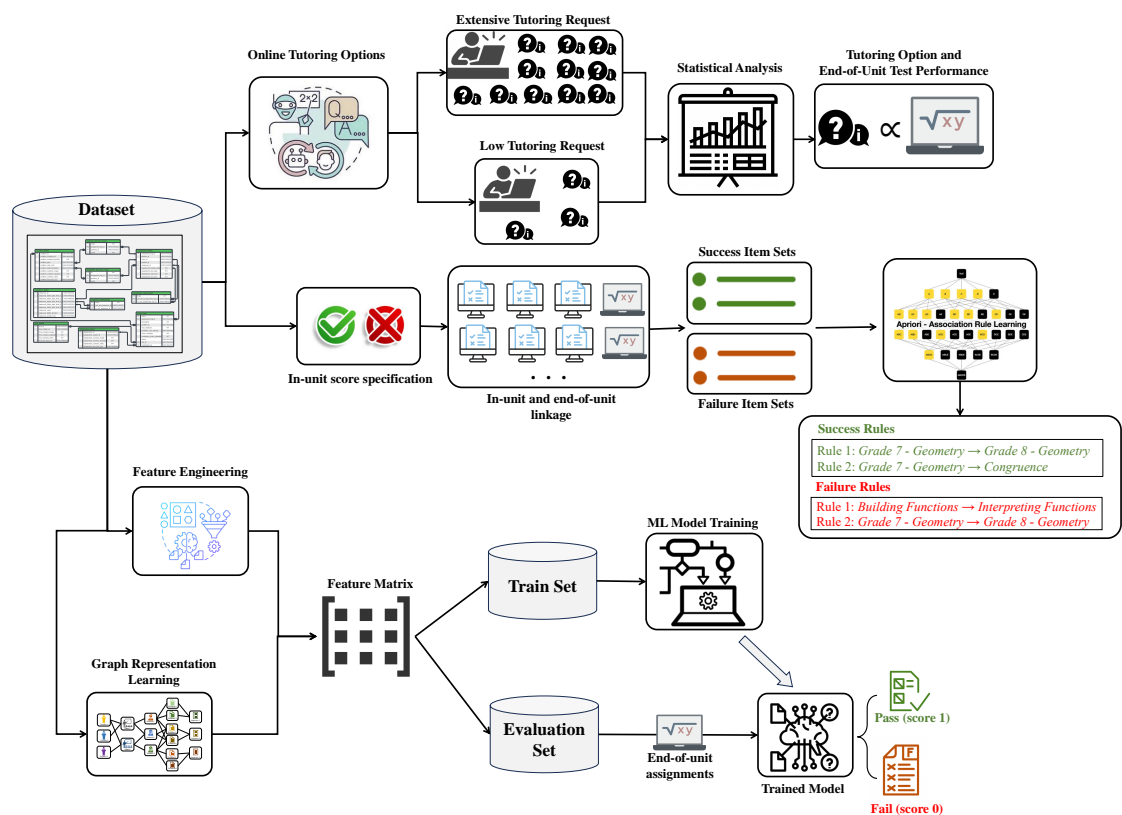 Extensive Tutoring Request
Online Tutoring Options
2×2
Q...
A...
Low Tutoring Request
Statistical Analysis
Tutoring Option and
End-of-Unit Test Performance
∝
√xy
Dataset
In-unit score specification
√xy
√xy
. . .
In-unit and end-of-unit
linkage
Success Item Sets
Failure Item Sets
Apriori - Association Rule Learning
Success Rules
Rule 1: Grade 7 - Geometry → Grade 8 - Geometry
Rule 2: Grade 7 - Geometry → Congruence
Failure Rules
Rule 1: Building Functions → Interpreting Functions
Rule 2: Grade 7 - Geometry → Grade 8 - Geometry
Feature Engineering
Graph Representation
Learning
Feature Matrix
Train Set
ML Model Training
Evaluation
Set
√xy
End-of-unit
assignments
Trained Model
Pass (score 1)
F
Fail (score 0)